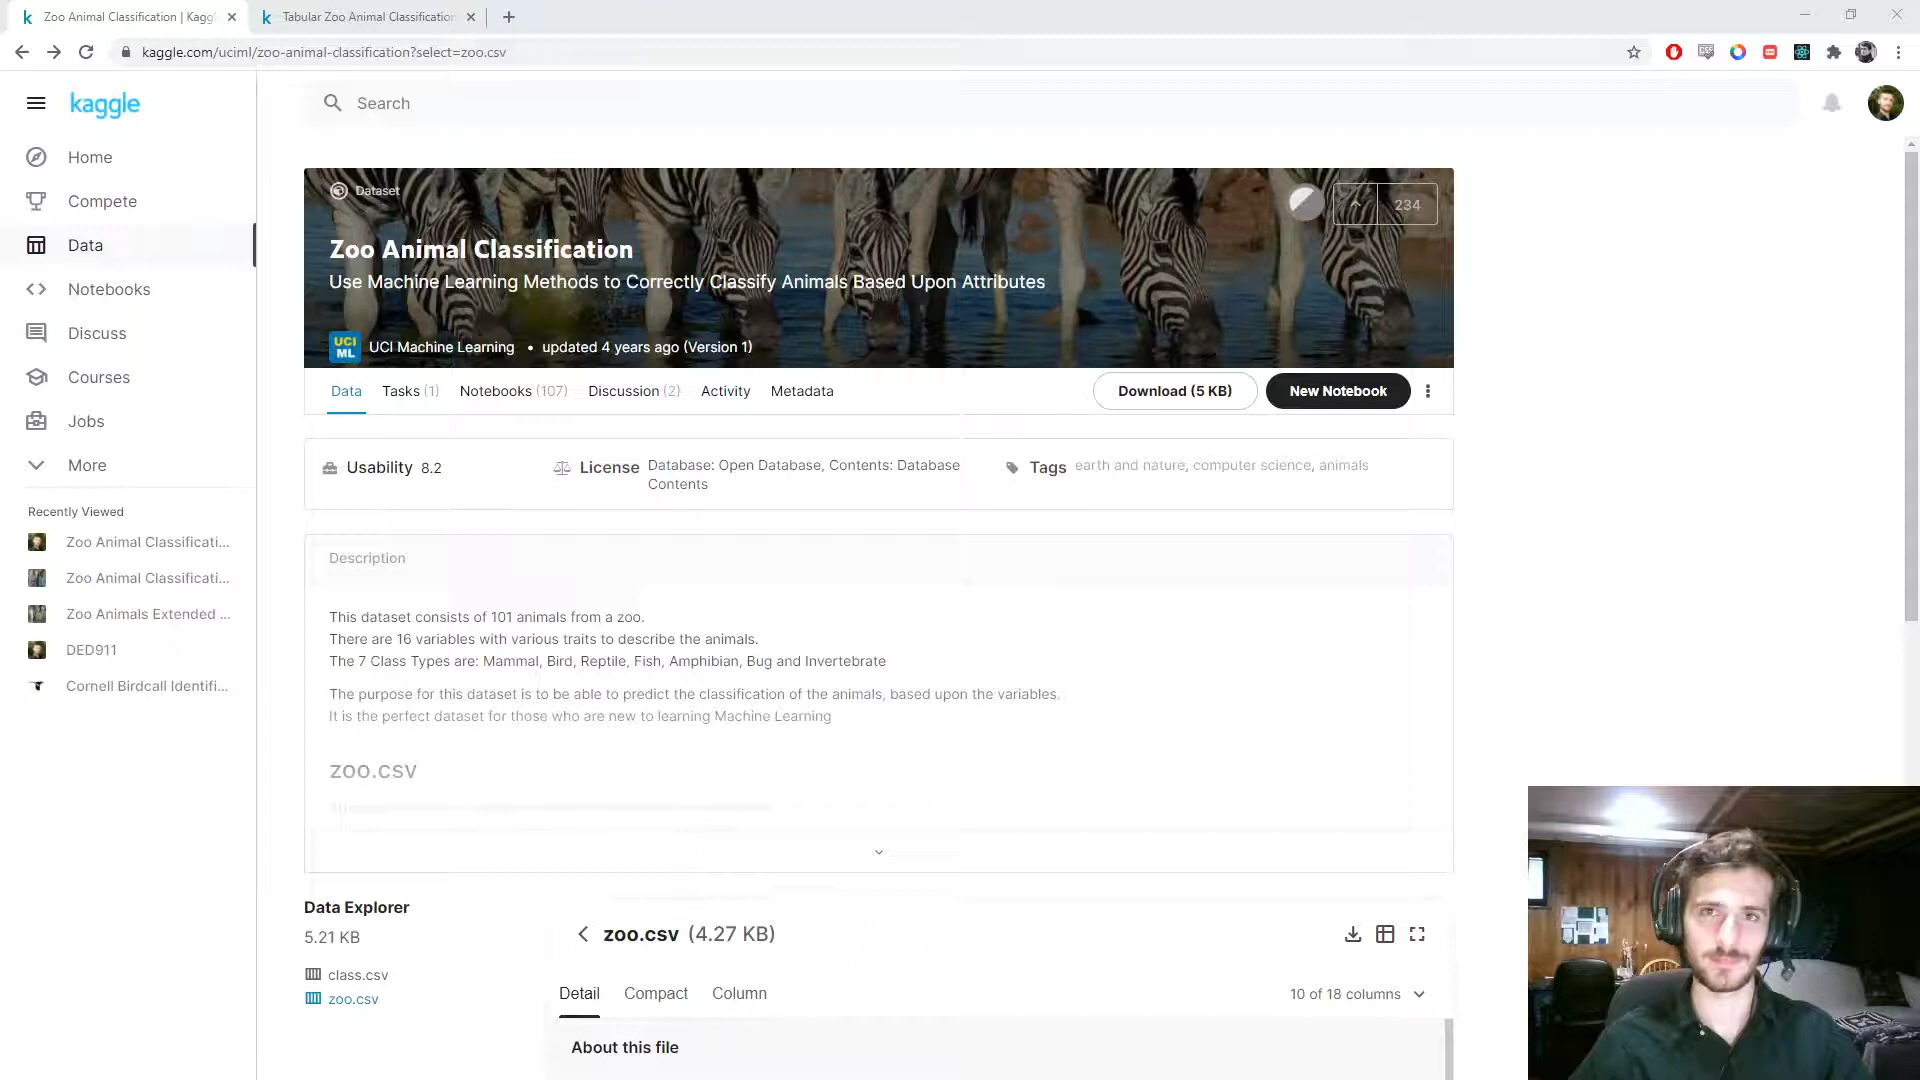 Zoo Animal Classification | Kagg
Tabular Zoo Animal Classification
kaggle.com/uciml/zoo-animal-classification?select=zoo.csv
kaggle
Search
Home
Compete
Data
Notebooks
Discuss
Courses
Jobs
More
Recently Viewed
Zoo Animal Classificati...
Zoo Animal Classificati...
Zoo Animals Extended ...
DED911
Cornell Birdcall Identifi...
Dataset
234
Zoo Animal Classification
Use Machine Learning Methods to Correctly Classify Animals Based Upon Attributes
UCI
ML
UCI Machine Learning • updated 4 years ago (Version 1)
Data Tasks (1) Notebooks (107) Discussion (2) Activity Metadata
Download (5 KB) New Notebook
Usability 8.2
License Database: Open Database, Contents: Database
Contents
Tags earth and nature, computer science, animals
Description
This dataset consists of 101 animals from a zoo.
There are 16 variables with various traits to describe the animals.
The 7 Class Types are: Mammal, Bird, Reptile, Fish, Amphibian, Bug and Invertebrate
The purpose for this dataset is to be able to predict the classification of the animals, based upon the variables.
It is the perfect dataset for those who are new to learning Machine Learning
zoo.csv
Data Explorer
5.21 KB
class.csv
zoo.csv
zoo.csv (4.27 KB)
Detail Compact Column
10 of 18 columns
About this file